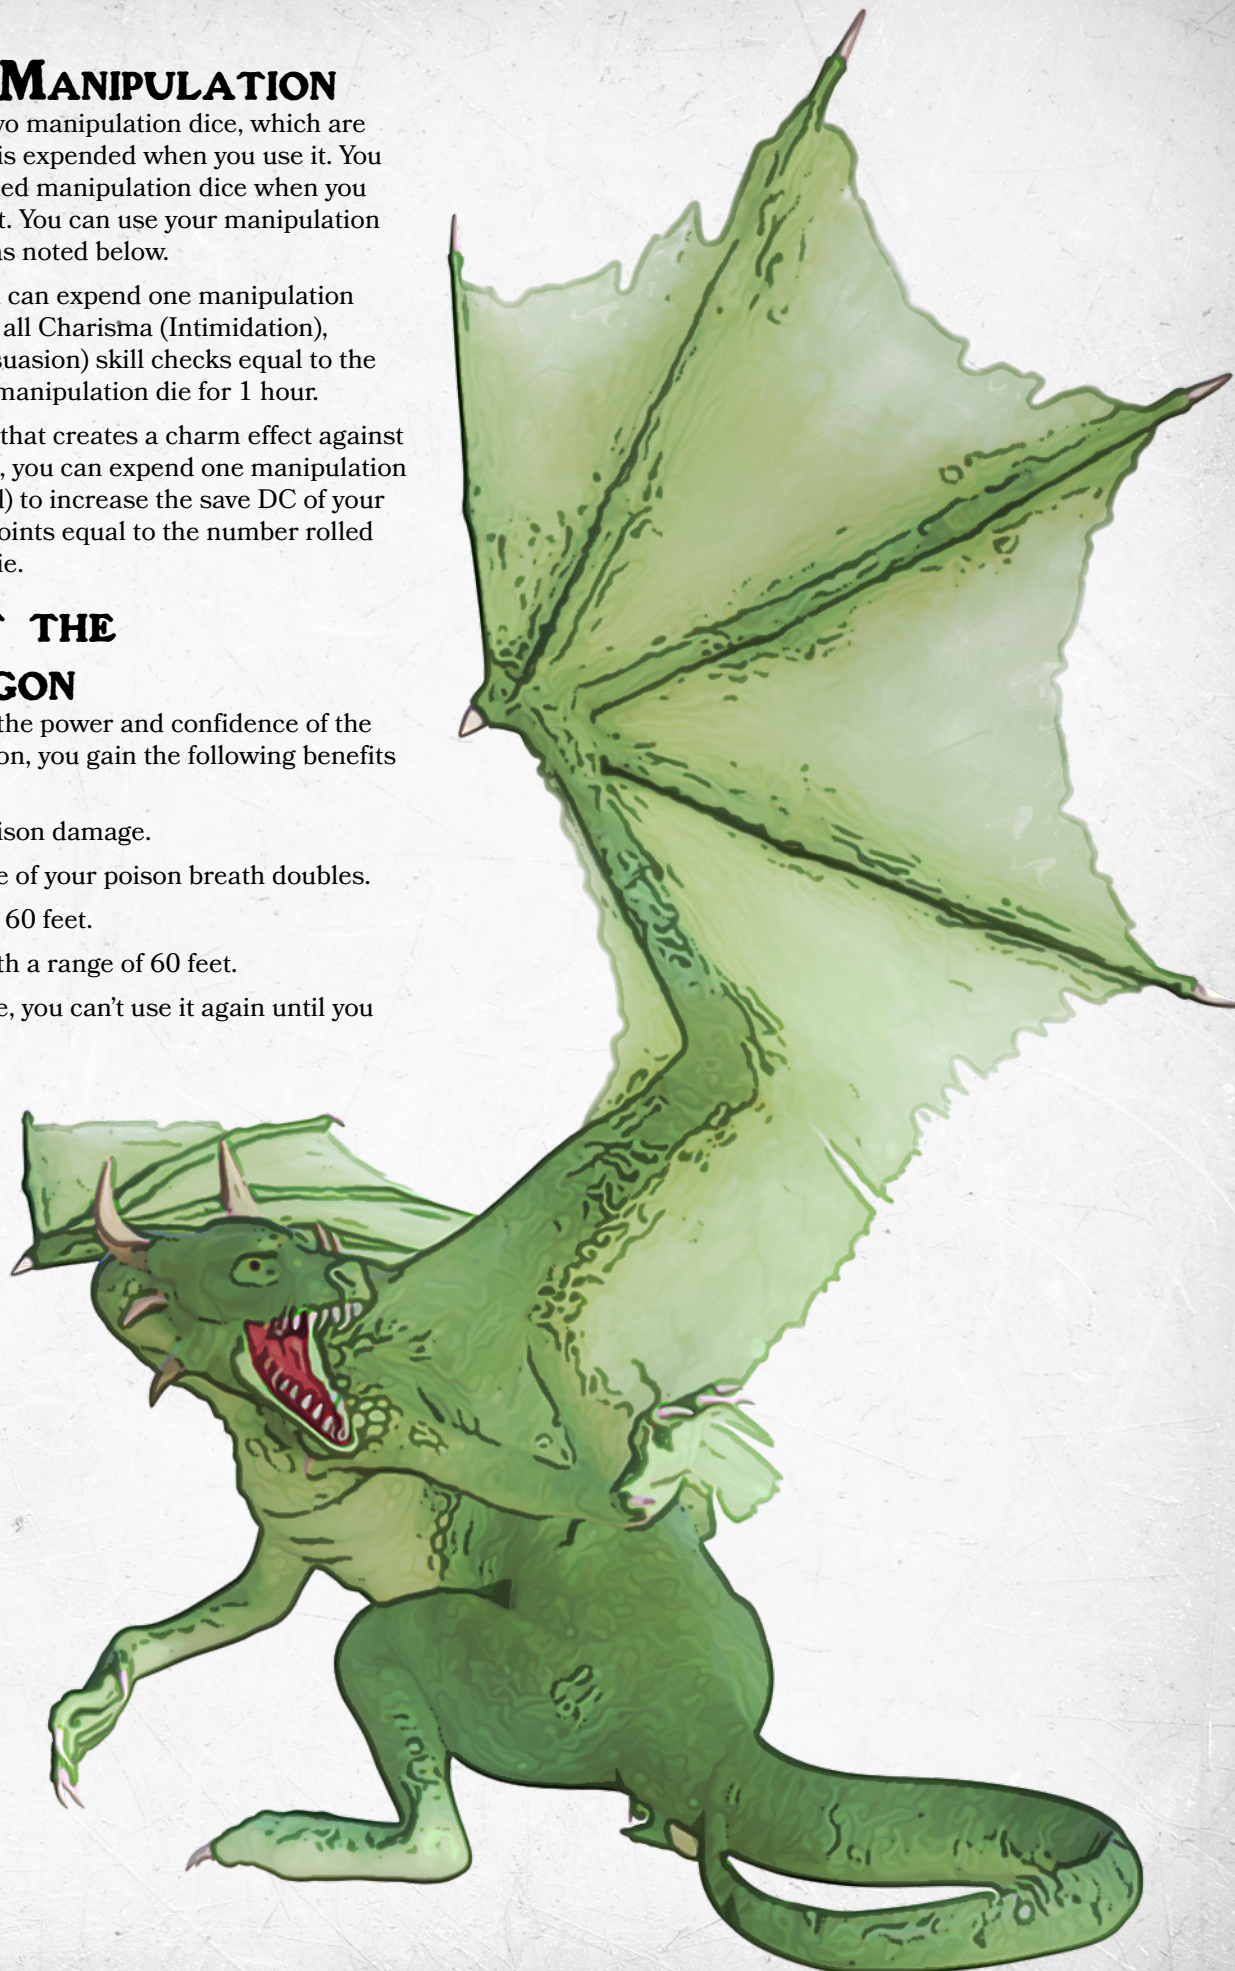 MANIPULATION
vo manipulation dice, which are
is expended when you use it. You
ed manipulation dice when you
t. You can use your manipulation
as noted below.
can expend one manipulation
all Charisma (Intimidation),
suasion) skill checks equal to the
manipulation die for 1 hour.
that creates a charm effect against
, you can expend one manipulation
l) to increase the save DC of your
oints equal to the number rolled
ie.
THE
GON
the power and confidence of the
on, you gain the following benefits
ison damage.
e of your poison breath doubles.
60 feet.
th a range of 60 feet.
e, you can't use it again until you